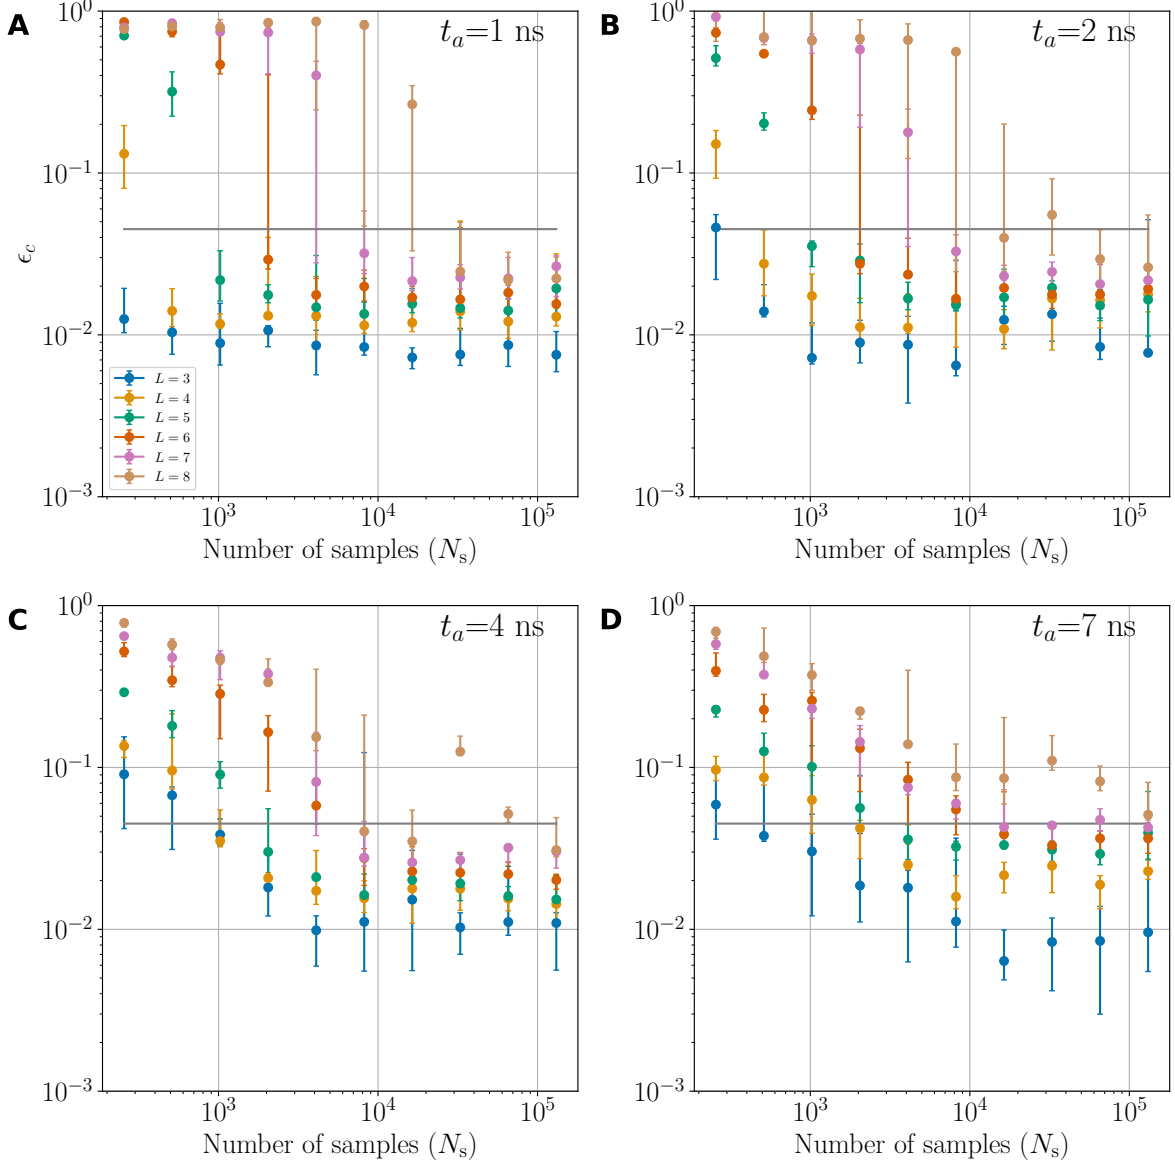 A
t_a=1 ns
10^0
10^{-1}
10^{-2}
10^{-3}
ϵ_c
L = 3
L = 4
L = 5
L = 6
L = 7
L = 8
10^3
10^4
10^5
Number of samples (N_s)
B
t_a=2 ns
10^0
10^{-1}
10^{-2}
10^{-3}
10^3
10^4
10^5
Number of samples (N_s)
C
t_a=4 ns
10^0
10^{-1}
10^{-2}
10^{-3}
10^3
10^4
10^5
Number of samples (N_s)
D
t_a=7 ns
10^0
10^{-1}
10^{-2}
10^{-3}
10^3
10^4
10^5
Number of samples (N_s)